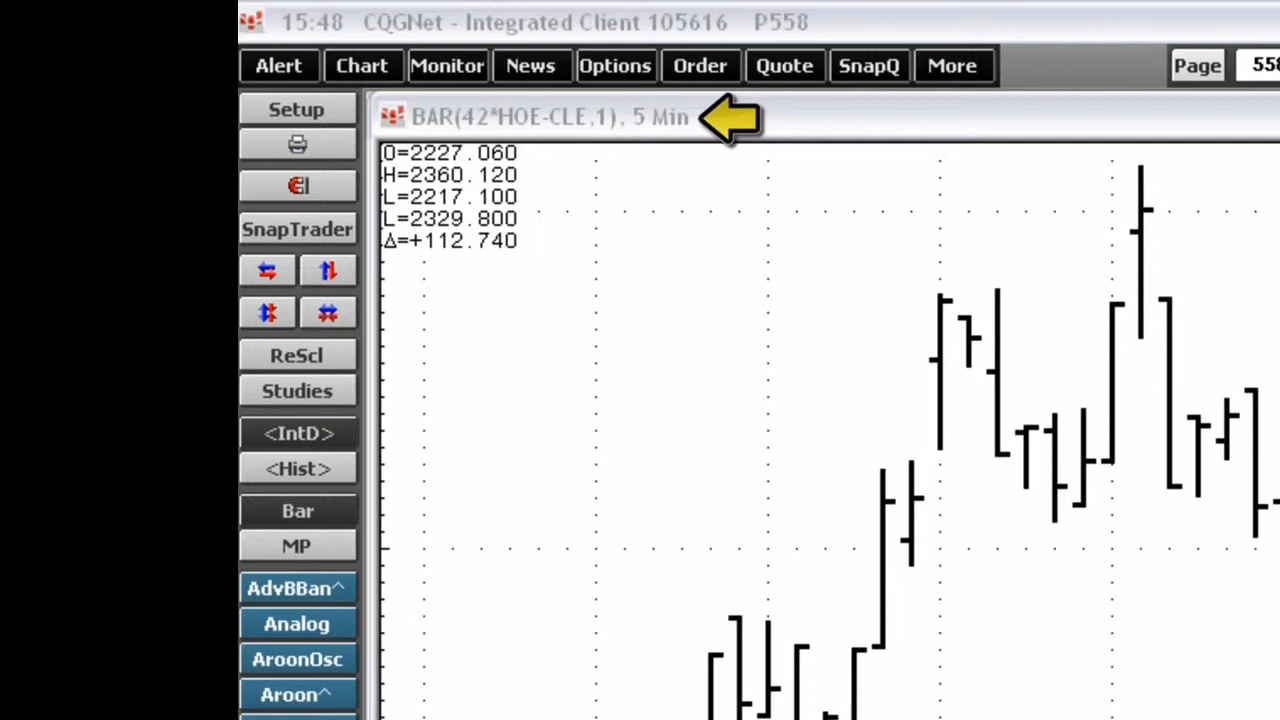 15:48 CQGNet - Integrated Client 105616 P558
Alert Chart Monitor News Options Order Quote SnapQ More Page 558
Setup
BAR(42*HOE-CLE,1), 5 Min
O=2227.060
H=2360.120
L=2217.100
L=2329.800
Δ=+112.740
SnapTrader
ReScl
Studies
<IntD>
<Hist>
Bar
MP
AdvBBan^
Analog
AroonOsc
Aroon^